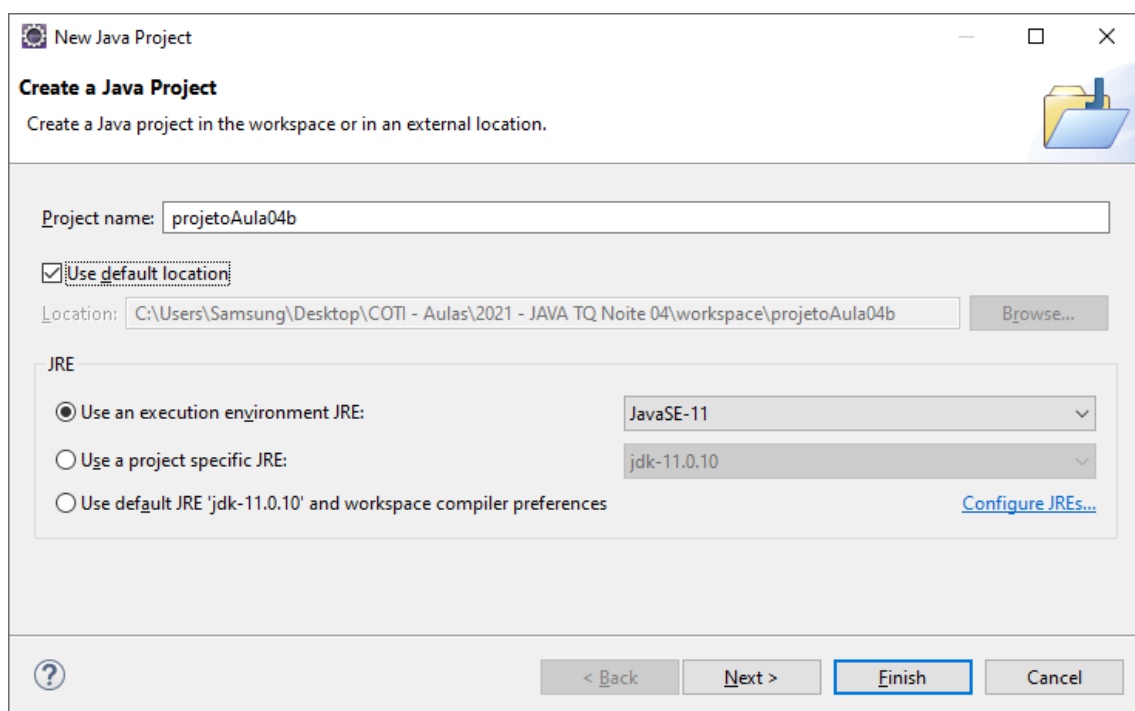 New Java Project
Create a Java Project
Create a Java project in the workspace or in an external location.
Project name: projetoAula04b
Use default location
Location: C:\Users\Samsung\Desktop\COTI - Aulas\2021 - JAVA TQ Noite 04\workspace\projetoAula04b Browse...
JRE
Use an execution environment JRE: JavaSE-11
Use a project specific JRE: jdk-11.0.10
Use default JRE 'jdk-11.0.10' and workspace compiler preferences Configure JREs...
? < Back Next > Finish Cancel